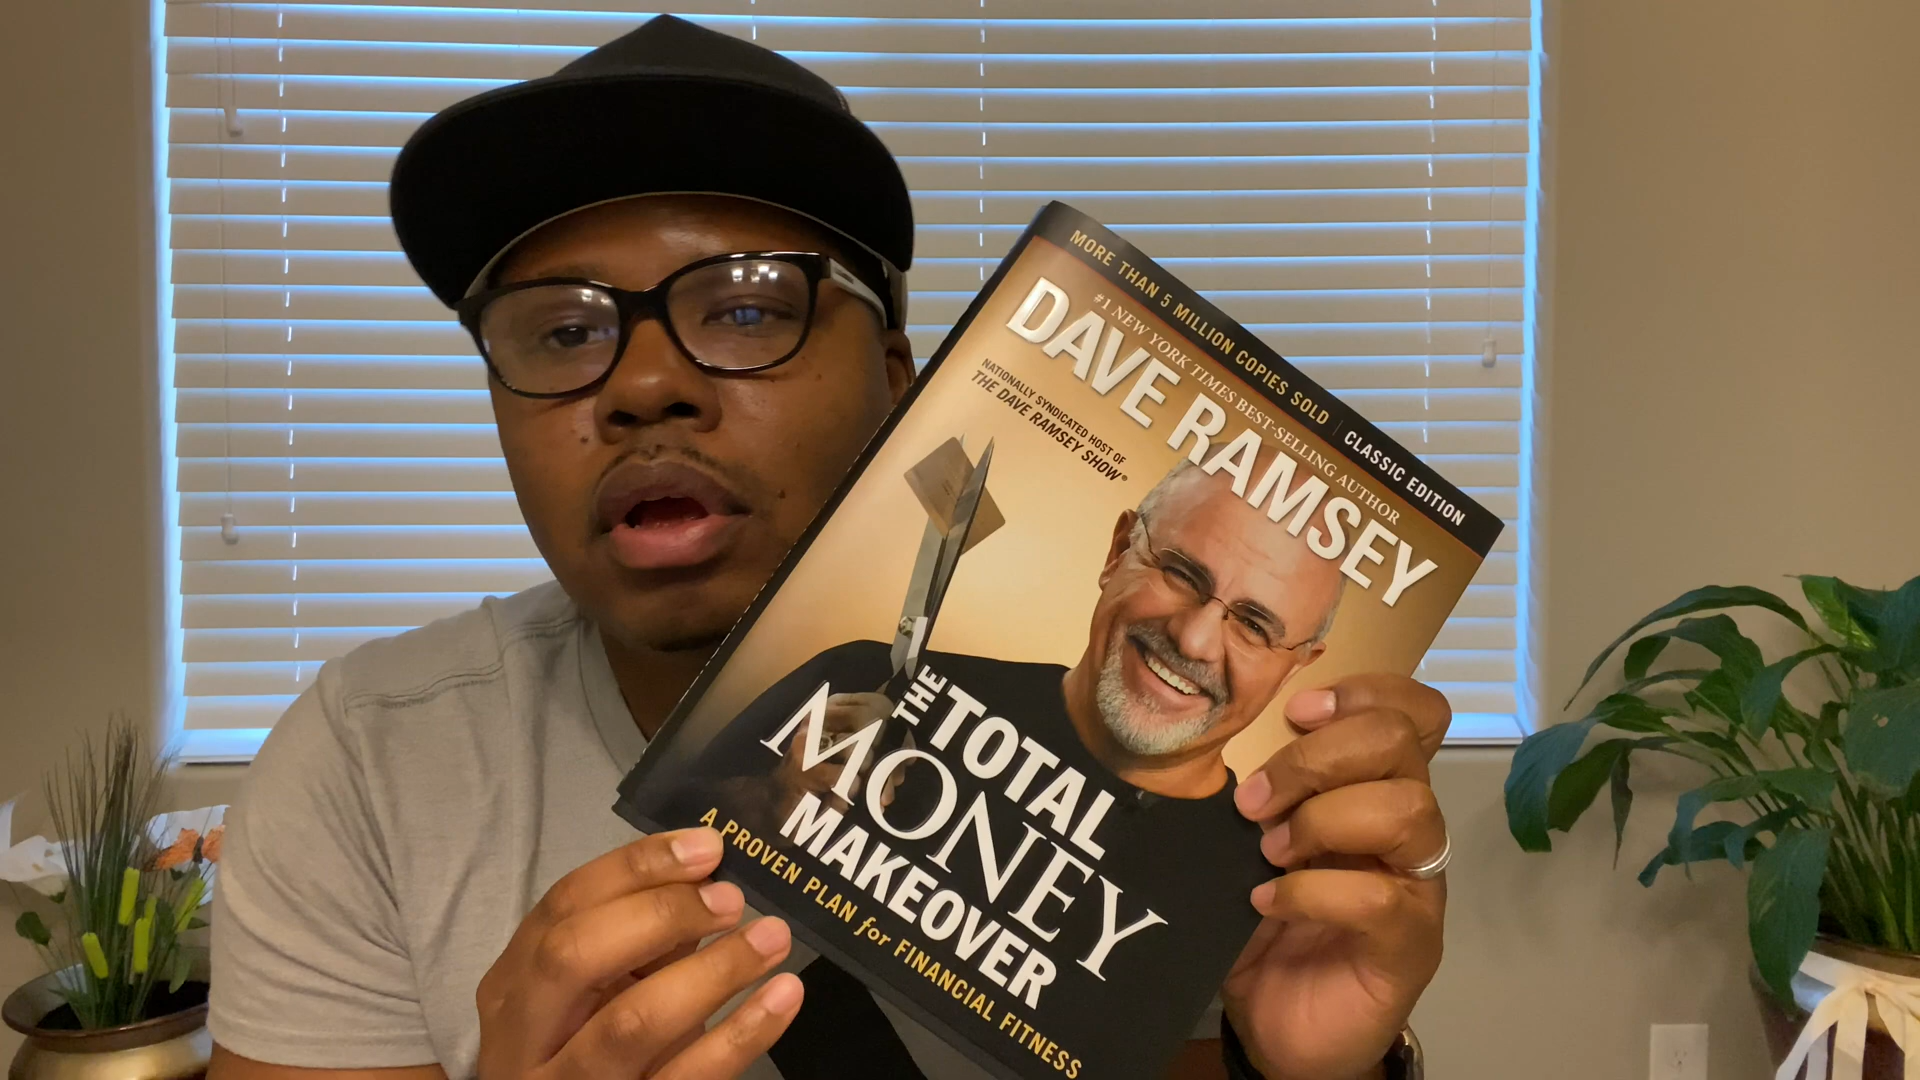 MORE THAN 5 MILLION COPIES SOLD | CLASSIC EDITION
#1 NEW YORK TIMES BEST-SELLING AUTHOR
DAVE RAMSEY
NATIONALLY SYNDICATED HOST OF
THE DAVE RAMSEY SHOW®
THE TOTAL
MONEY
MAKEOVER
A PROVEN PLAN for FINANCIAL FITNESS